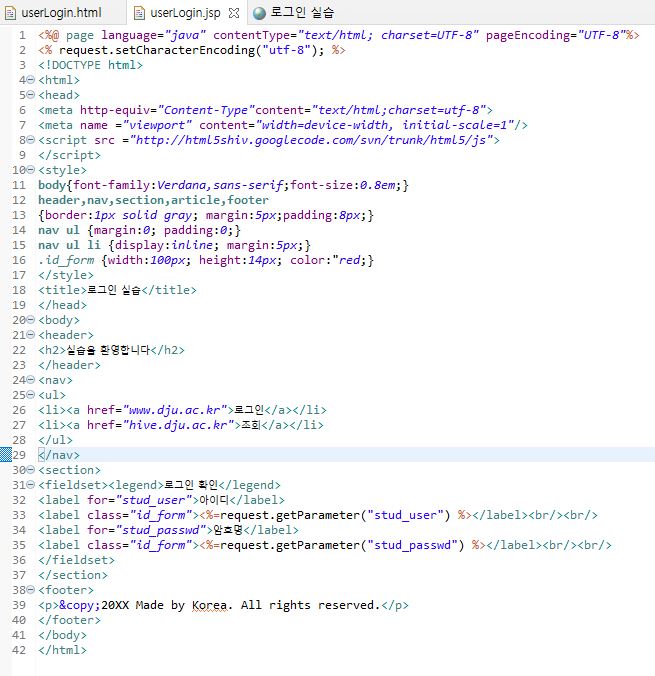 userLogin.html userLogin.jsp 로그인 실습
1 <%@ page language="java" contentType="text/html; charset=UTF-8" pageEncoding="UTF-8"%>
2 <% request.setCharacterEncoding("utf-8"); %>
3 <!DOCTYPE html>
4 <html>
5 <head>
6 <meta http-equiv="Content-Type"content="text/html;charset=utf-8">
7 <meta name ="viewport" content="width=device-width, initial-scale=1"/>
8 <script src ="http://html5shiv.googlecode.com/svn/trunk/html5/js">
9 </script>
10 <style>
11 body{font-family:Verdana,sans-serif;font-size:0.8em;}
12 header,nav,section,article,footer
13 {border:1px solid gray; margin:5px;padding:8px;}
14 nav ul {margin:0; padding:0;}
15 nav ul li {display:inline; margin:5px;}
16 .id_form {width:100px; height:14px; color:"red;}
17 </style>
18 <title>로그인 실습</title>
19 </head>
20 <body>
21 <header>
22 <h2>실습을 환영합니다</h2>
23 </header>
24 <nav>
25 <ul>
26 <li><a href="www.dju.ac.kr">로그인</a></li>
27 <li><a href="hive.dju.ac.kr">조회</a></li>
28 </ul>
29 </nav>
30 <section>
31 <fieldset><legend>로그인 확인</legend>
32 <label for="stud_user">아이디</label>
33 <label class="id_form"><%=request.getParameter("stud_user") %></label><br/><br/>
34 <label for="stud_passwd">암호명</label>
35 <label class="id_form"><%=request.getParameter("stud_passwd") %></label><br/><br/>
36 </fieldset>
37 </section>
38 <footer>
39 <p>&copy;20XX Made by Korea. All rights reserved.</p>
40 </footer>
41 </body>
42 </html>